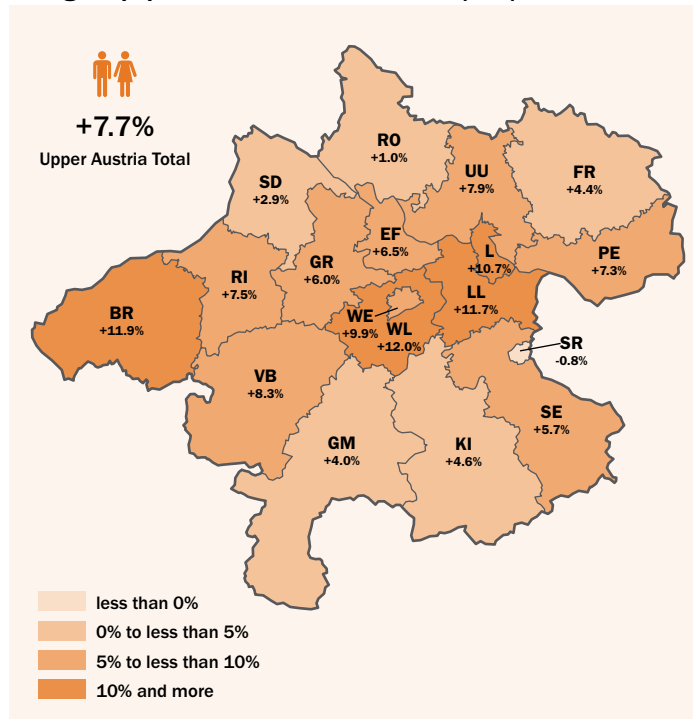 +7.7%
Upper Austria Total
RO
+1.0%
SD
+2.9%
UU
+7.9%
FR
+4.4%
EF
+6.5%
GR
+6.0%
L
+10.7%
PE
+7.3%
RI
+7.5%
LL
+11.7%
BR
+11.9%
WE
+9.9%
WL
+12.0%
SR
-0.8%
VB
+8.3%
SE
+5.7%
GM
+4.0%
KI
+4.6%
less than 0%
0% to less than 5%
5% to less than 10%
10% and more